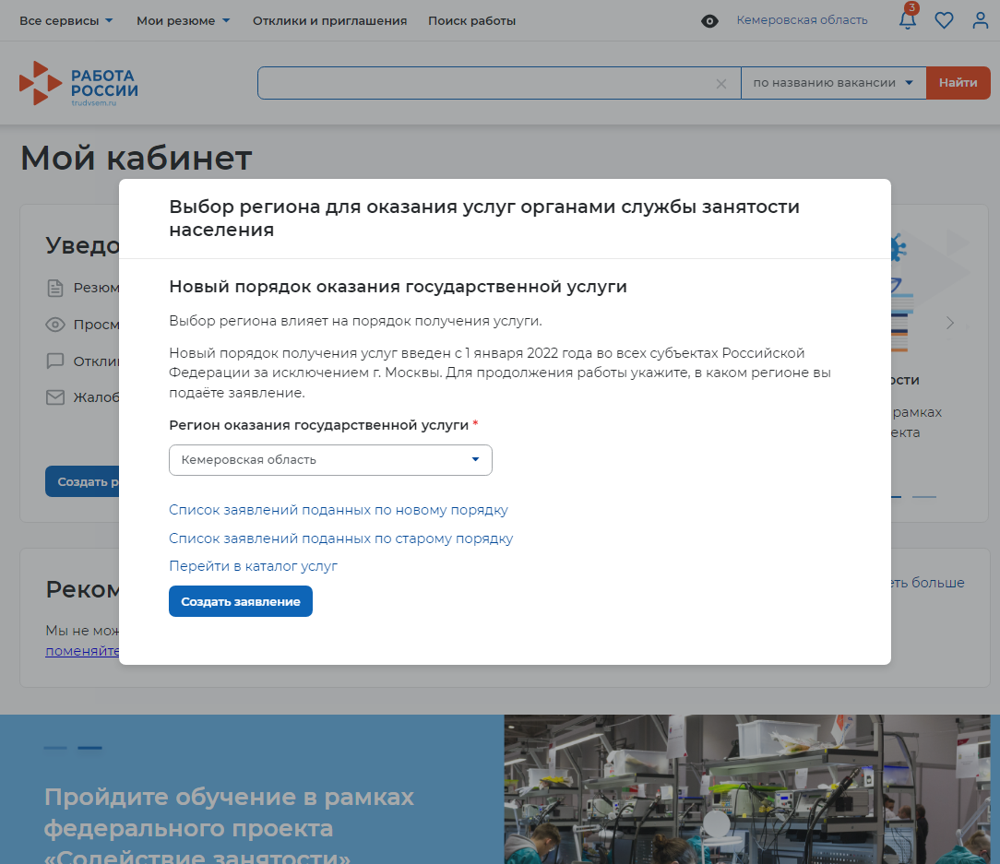 Все сервисы Мои резюме Отклики и приглашения Поиск работы Кемеровская область 3
РАБОТА
РОССИИ
trudvsem.ru
по названию вакансии Найти
Мой кабинет
Выбор региона для оказания услуг органами службы занятости
населения
Новый порядок оказания государственной услуги
Выбор региона влияет на порядок получения услуги.
Новый порядок получения услуг введен с 1 января 2022 года во всех субъектах Российской
Федерации за исключением г. Москвы. Для продолжения работы укажите, в каком регионе вы
подаёте заявление.
Регион оказания государственной услуги *
Кемеровская область
Список заявлений поданных по новому порядку
Список заявлений поданных по старому порядку
Перейти в каталог услуг
Создать заявление
Уведо
Резюм
Просм
Откли
Жалоб
Создать р
ости
рамках
екта
Реком
еть больше
Мы не мож
поменяйте
Пройдите обучение в рамках
федерального проекта
«Содействие занятости»